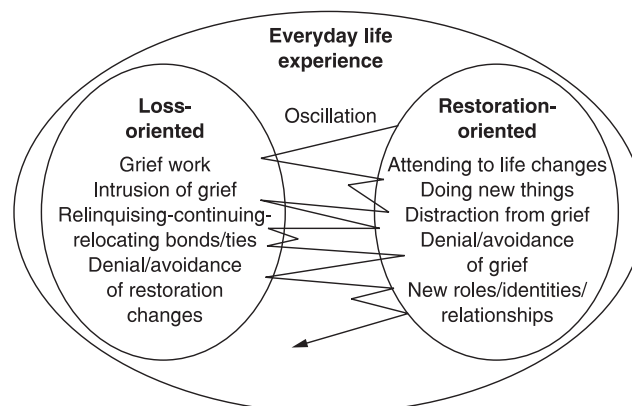 Everyday life
experience
Loss-
oriented
Grief work
Intrusion of grief
Relinquising-continuing-
relocating bonds/ties
Denial/avoidance
of restoration
changes
Oscillation
Restoration-
oriented
Attending to life changes
Doing new things
Distraction from grief
Denial/avoidance
of grief
New roles/identities/
relationships